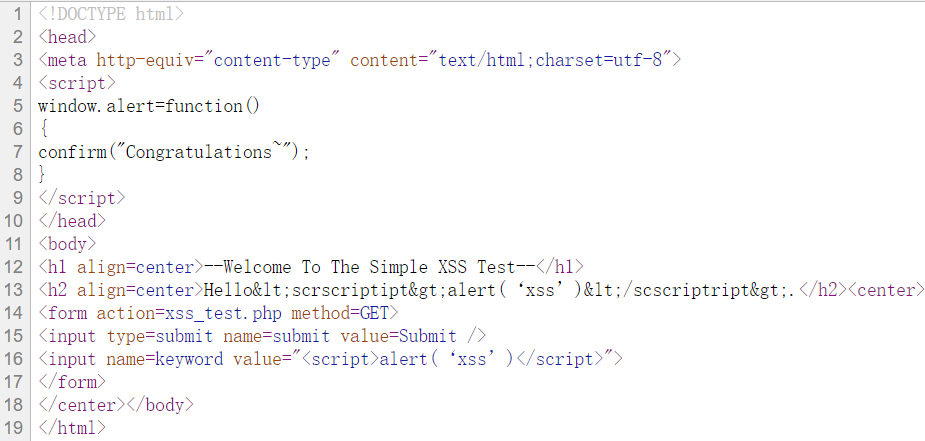 1 <!DOCTYPE html>
2 <head>
3 <meta http-equiv="content-type" content="text/html;charset=utf-8">
4 <script>
5 window.alert=function()
6 {
7 confirm("Congratulations~");
8 }
9 </script>
10 </head>
11 <body>
12 <h1 align=center>--Welcome To The Simple XSS Test--</h1>
13 <h2 align=center>Hello&lt;scrscriptipt&gt;alert(‘xss’)&lt;/scscriptript&gt;.</h2><center>
14 <form action=xss_test.php method=GET>
15 <input type=submit name=submit value=Submit />
16 <input name=keyword value="<script>alert(‘xss’)</script>">
17 </form>
18 </center></body>
19 </html>